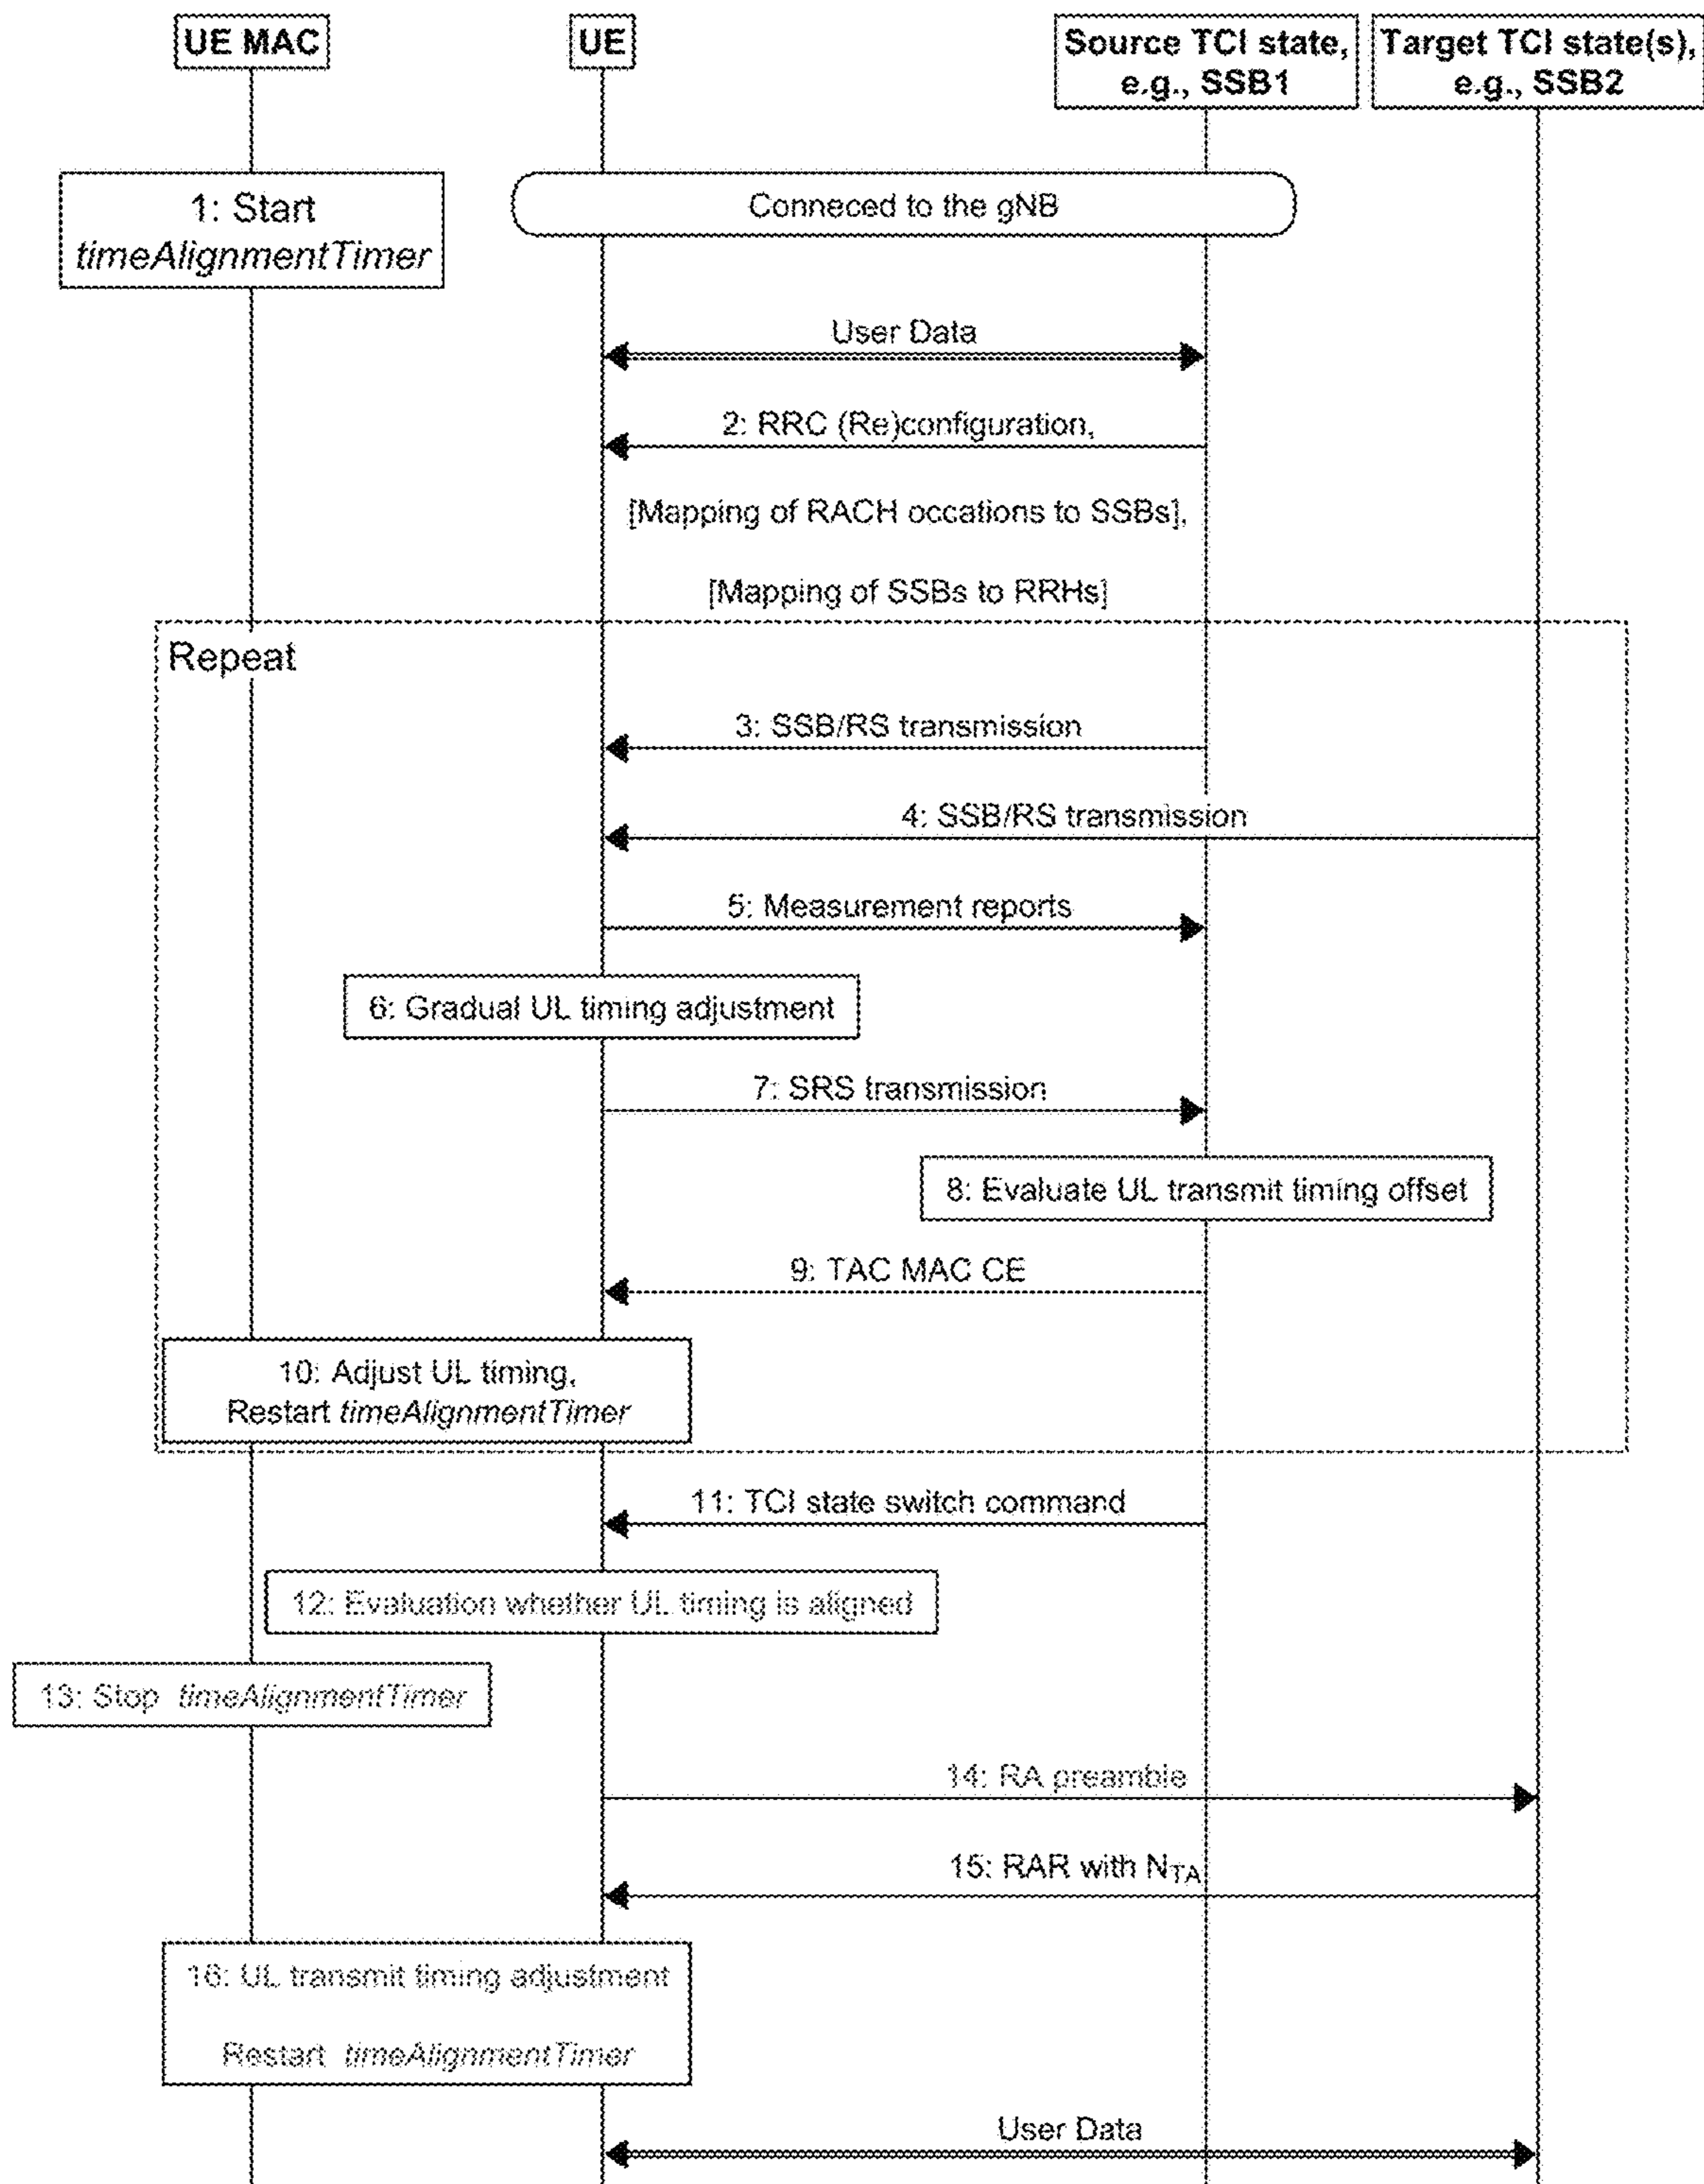 UE MAC
UE
Source TCI state,
e.g., SSB1
Target TCI state(s),
e.g., SSB2
1: Start
timeAlignmentTimer
Conneced to the gNB
User Data
2: RRC (Re)configuration,
[Mapping of RACH occations to SSBs],
[Mapping of SSBs to RRHs]
Repeat
3: SSB/RS transmission
4: SSB/RS transmission
5: Measurement reports
6: Gradual UL timing adjustment
7: SRS transmission
8: Evaluate UL transmit timing offset
9: TAC MAC CE
10: Adjust UL timing,
Restart timeAlignmentTimer
11: TCI state switch command
12: Evaluation whether UL timing is aligned
13: Stop timeAlignmentTimer
14: RA preamble
15: RAR with NTA
16: UL transmit timing adjustment
Restart timeAlignmentTimer
User Data